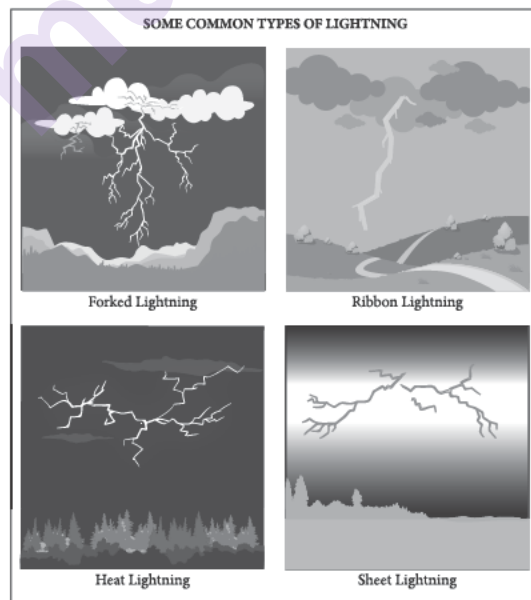 SOME COMMON TYPES OF LIGHTNING
Forked Lightning
Ribbon Lightning
Heat Lightning
Sheet Lightning